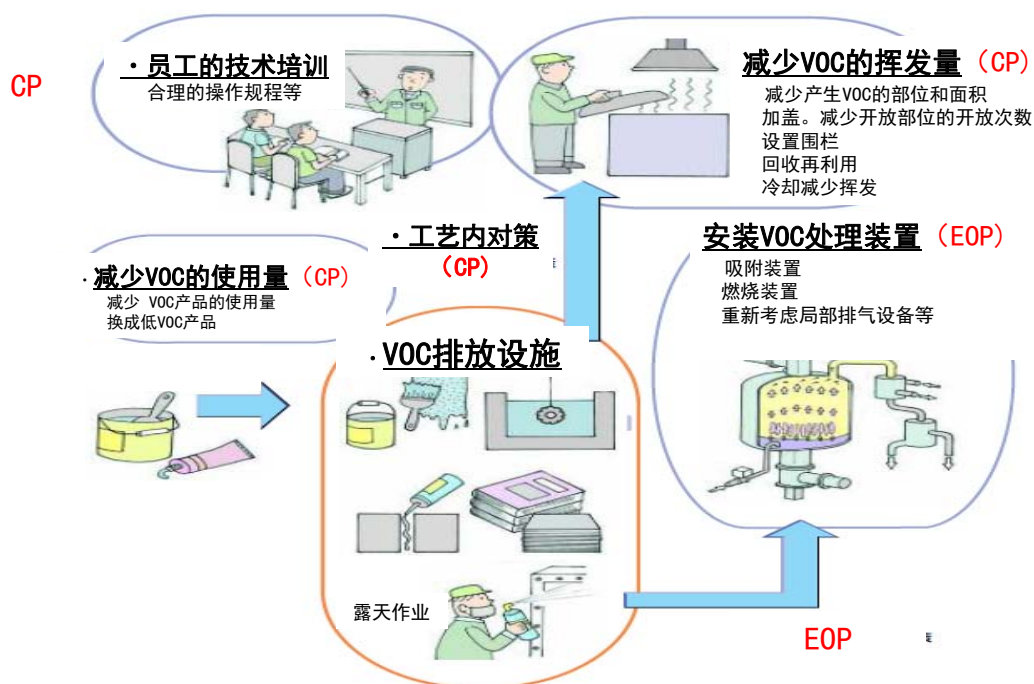 CP
·员工的技术培训
合理的操作规程等
减少VOC的挥发量（CP）
减少产生VOC的部位和面积
加盖。减少开放部位的开放次数
设置围栏
回收再利用
冷却减少挥发
·工艺内对策
（CP）
·减少VOC的使用量（CP）
减少 VOC产品的使用量
换成低VOC产品
安装VOC处理装置（EOP）
吸附装置
燃烧装置
重新考虑局部排气设备等
·VOC排放设施
露天作业
EOP